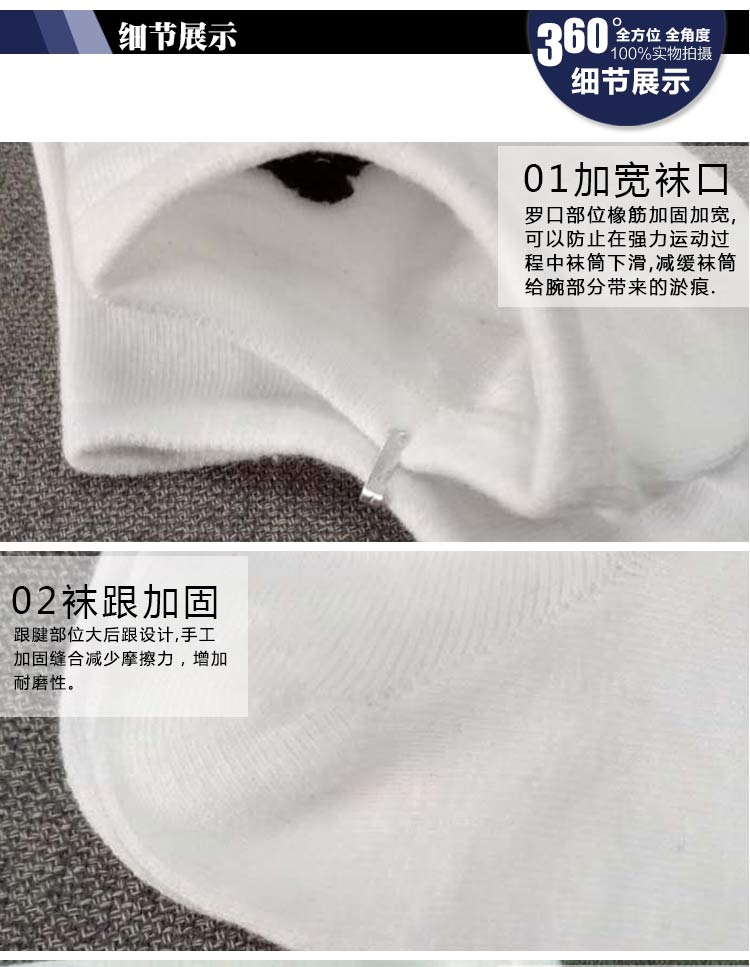 细节展示
360°全方位 全角度
100%实物拍摄
细节展示
01加宽袜口
罗口部位橡筋加固加宽,
可以防止在强力运动过
程中袜筒下滑,减缓袜筒
给腕部分带来的淤痕.
02袜跟加固
跟腱部位大后跟设计,手工
加固缝合减少摩擦力，增加
耐磨性。